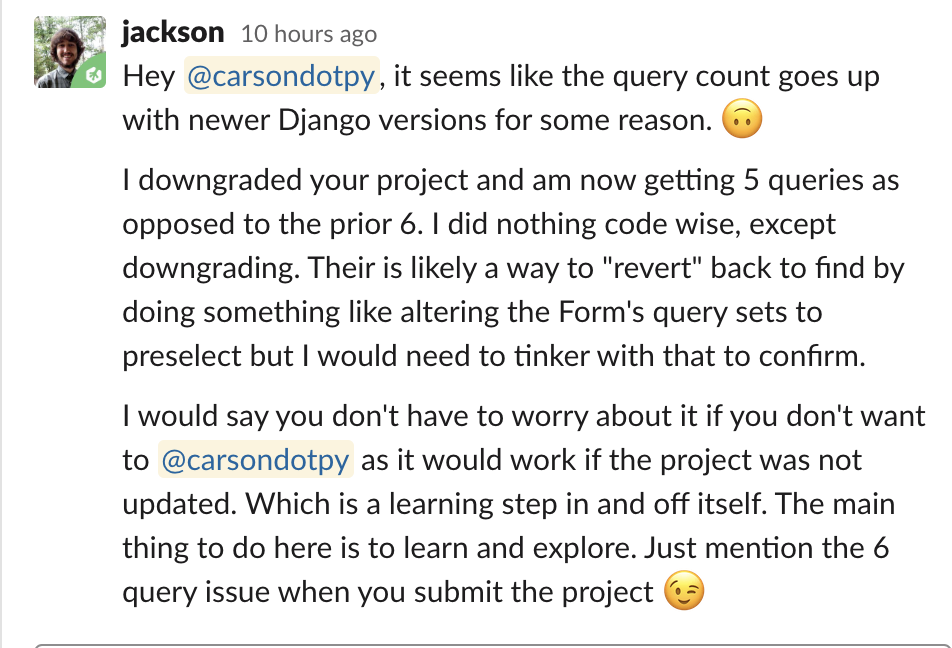 jackson 10 hours ago
Hey @carsondotpy, it seems like the query count goes up
with newer Django versions for some reason. 🙃
I downgraded your project and am now getting 5 queries as
opposed to the prior 6. I did nothing code wise, except
downgrading. Their is likely a way to "revert" back to find by
doing something like altering the Form's query sets to
preselect but I would need to tinker with that to confirm.
I would say you don't have to worry about it if you don't want
to @carsondotpy as it would work if the project was not
updated. Which is a learning step in and off itself. The main
thing to do here is to learn and explore. Just mention the 6
query issue when you submit the project 😉